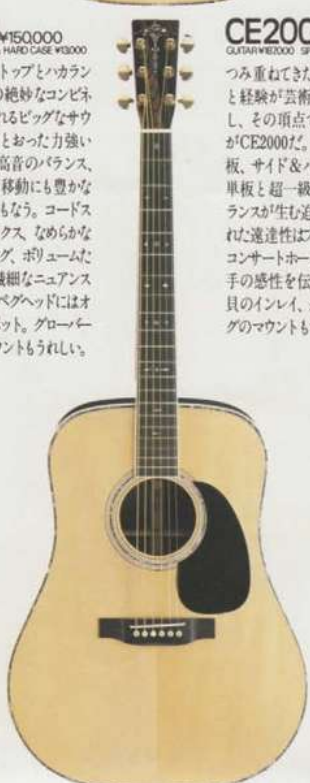 ¥150,000
& HARD CASE ¥13,000
トップとハカラン
の絶妙なコンビネ
れるビッグなサウ
とおった力強い
高音のバランス、
移動にも豊かな
もなう。コードス
クス、なめらかな
グ、ボリュームた
繊細なニュアンス
ペグヘッドにはオ
ット。グローバー
ントもうれしい。
CE200
GUITAR ¥187,000 SP
つみ重ねてきた
と経験が芸術
し、その頂点
がCE2000だ。
板、サイド&
単板と超一級
ランスが生む
れた遠達性は
コンサートホー
手の感性を伝
貝のインレイ、
グのマウントも